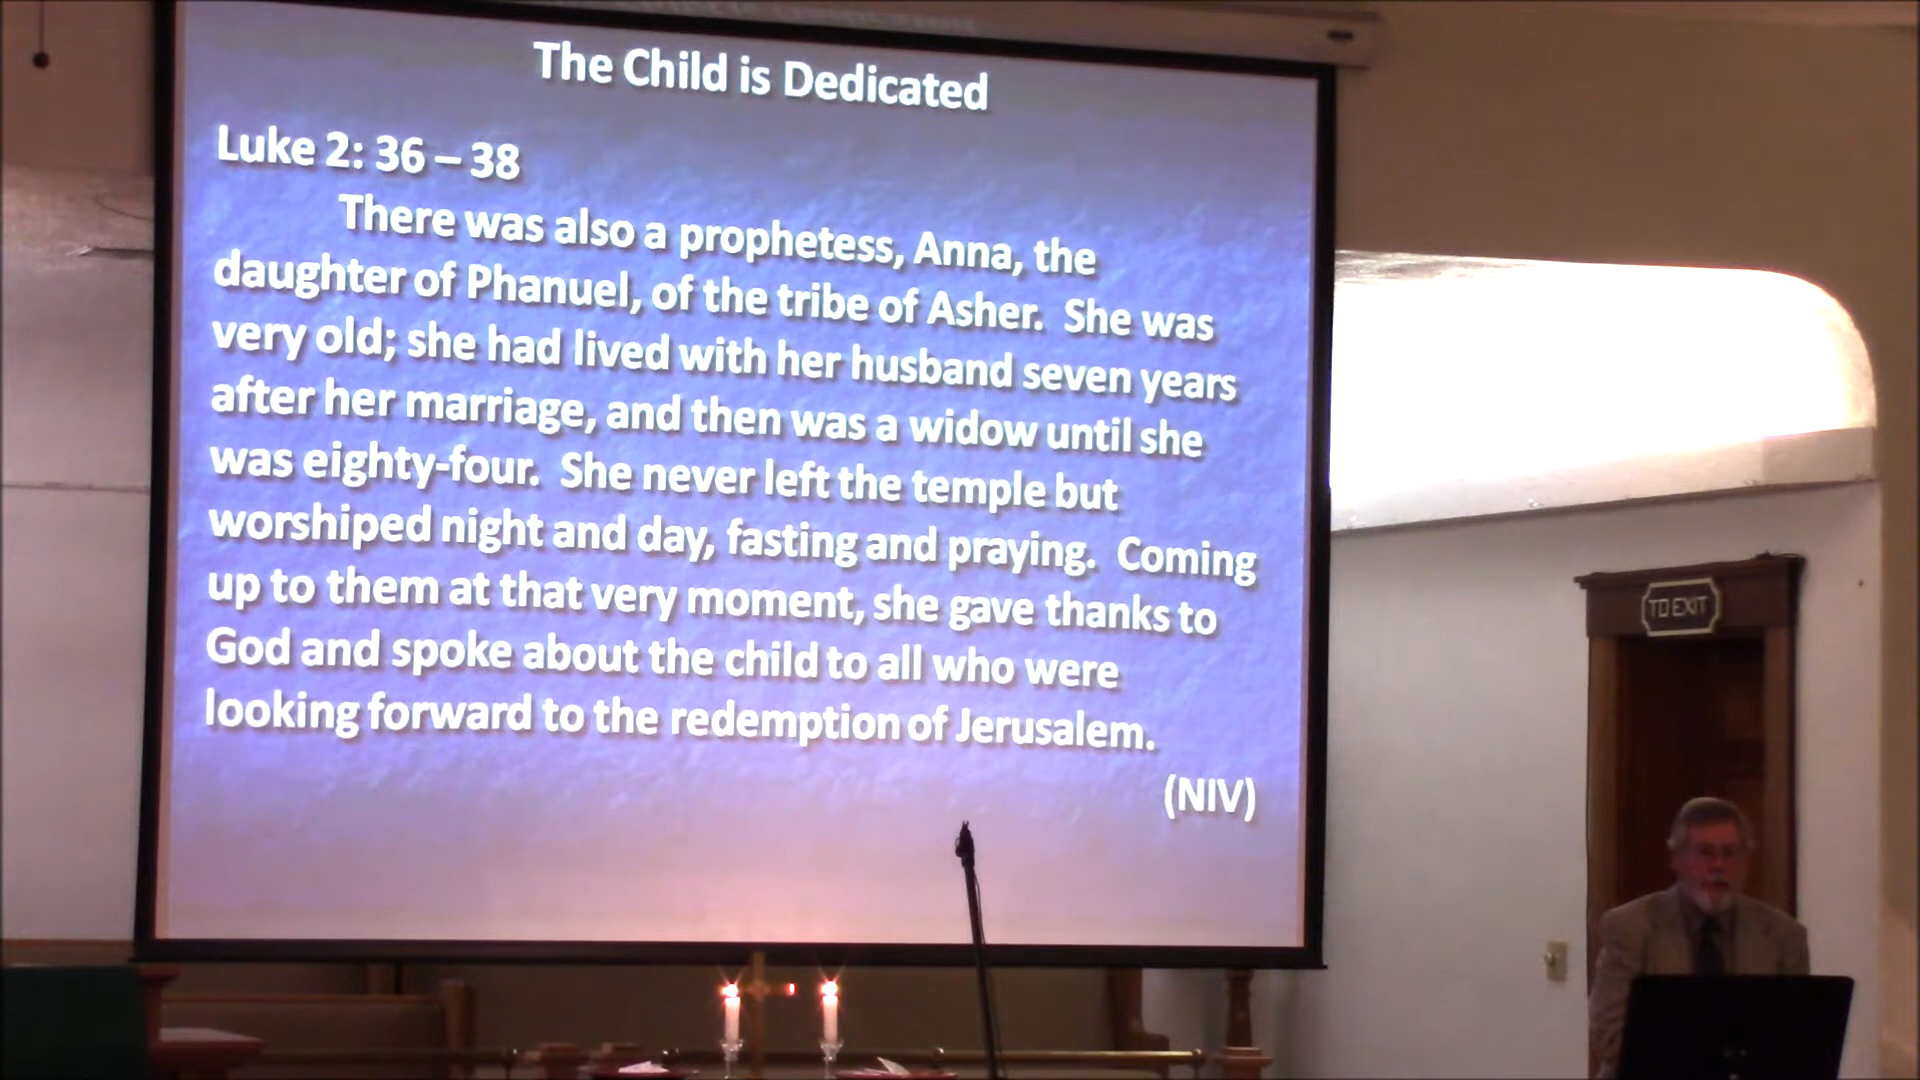 The Child is Dedicated
Luke 2: 36 – 38
There was also a prophetess, Anna, the
daughter of Phanuel, of the tribe of Asher. She was
very old; she had lived with her husband seven years
after her marriage, and then was a widow until she
was eighty-four. She never left the temple but
worshiped night and day, fasting and praying. Coming
up to them at that very moment, she gave thanks to
God and spoke about the child to all who were
looking forward to the redemption of Jerusalem.
(NIV)
TO EXIT